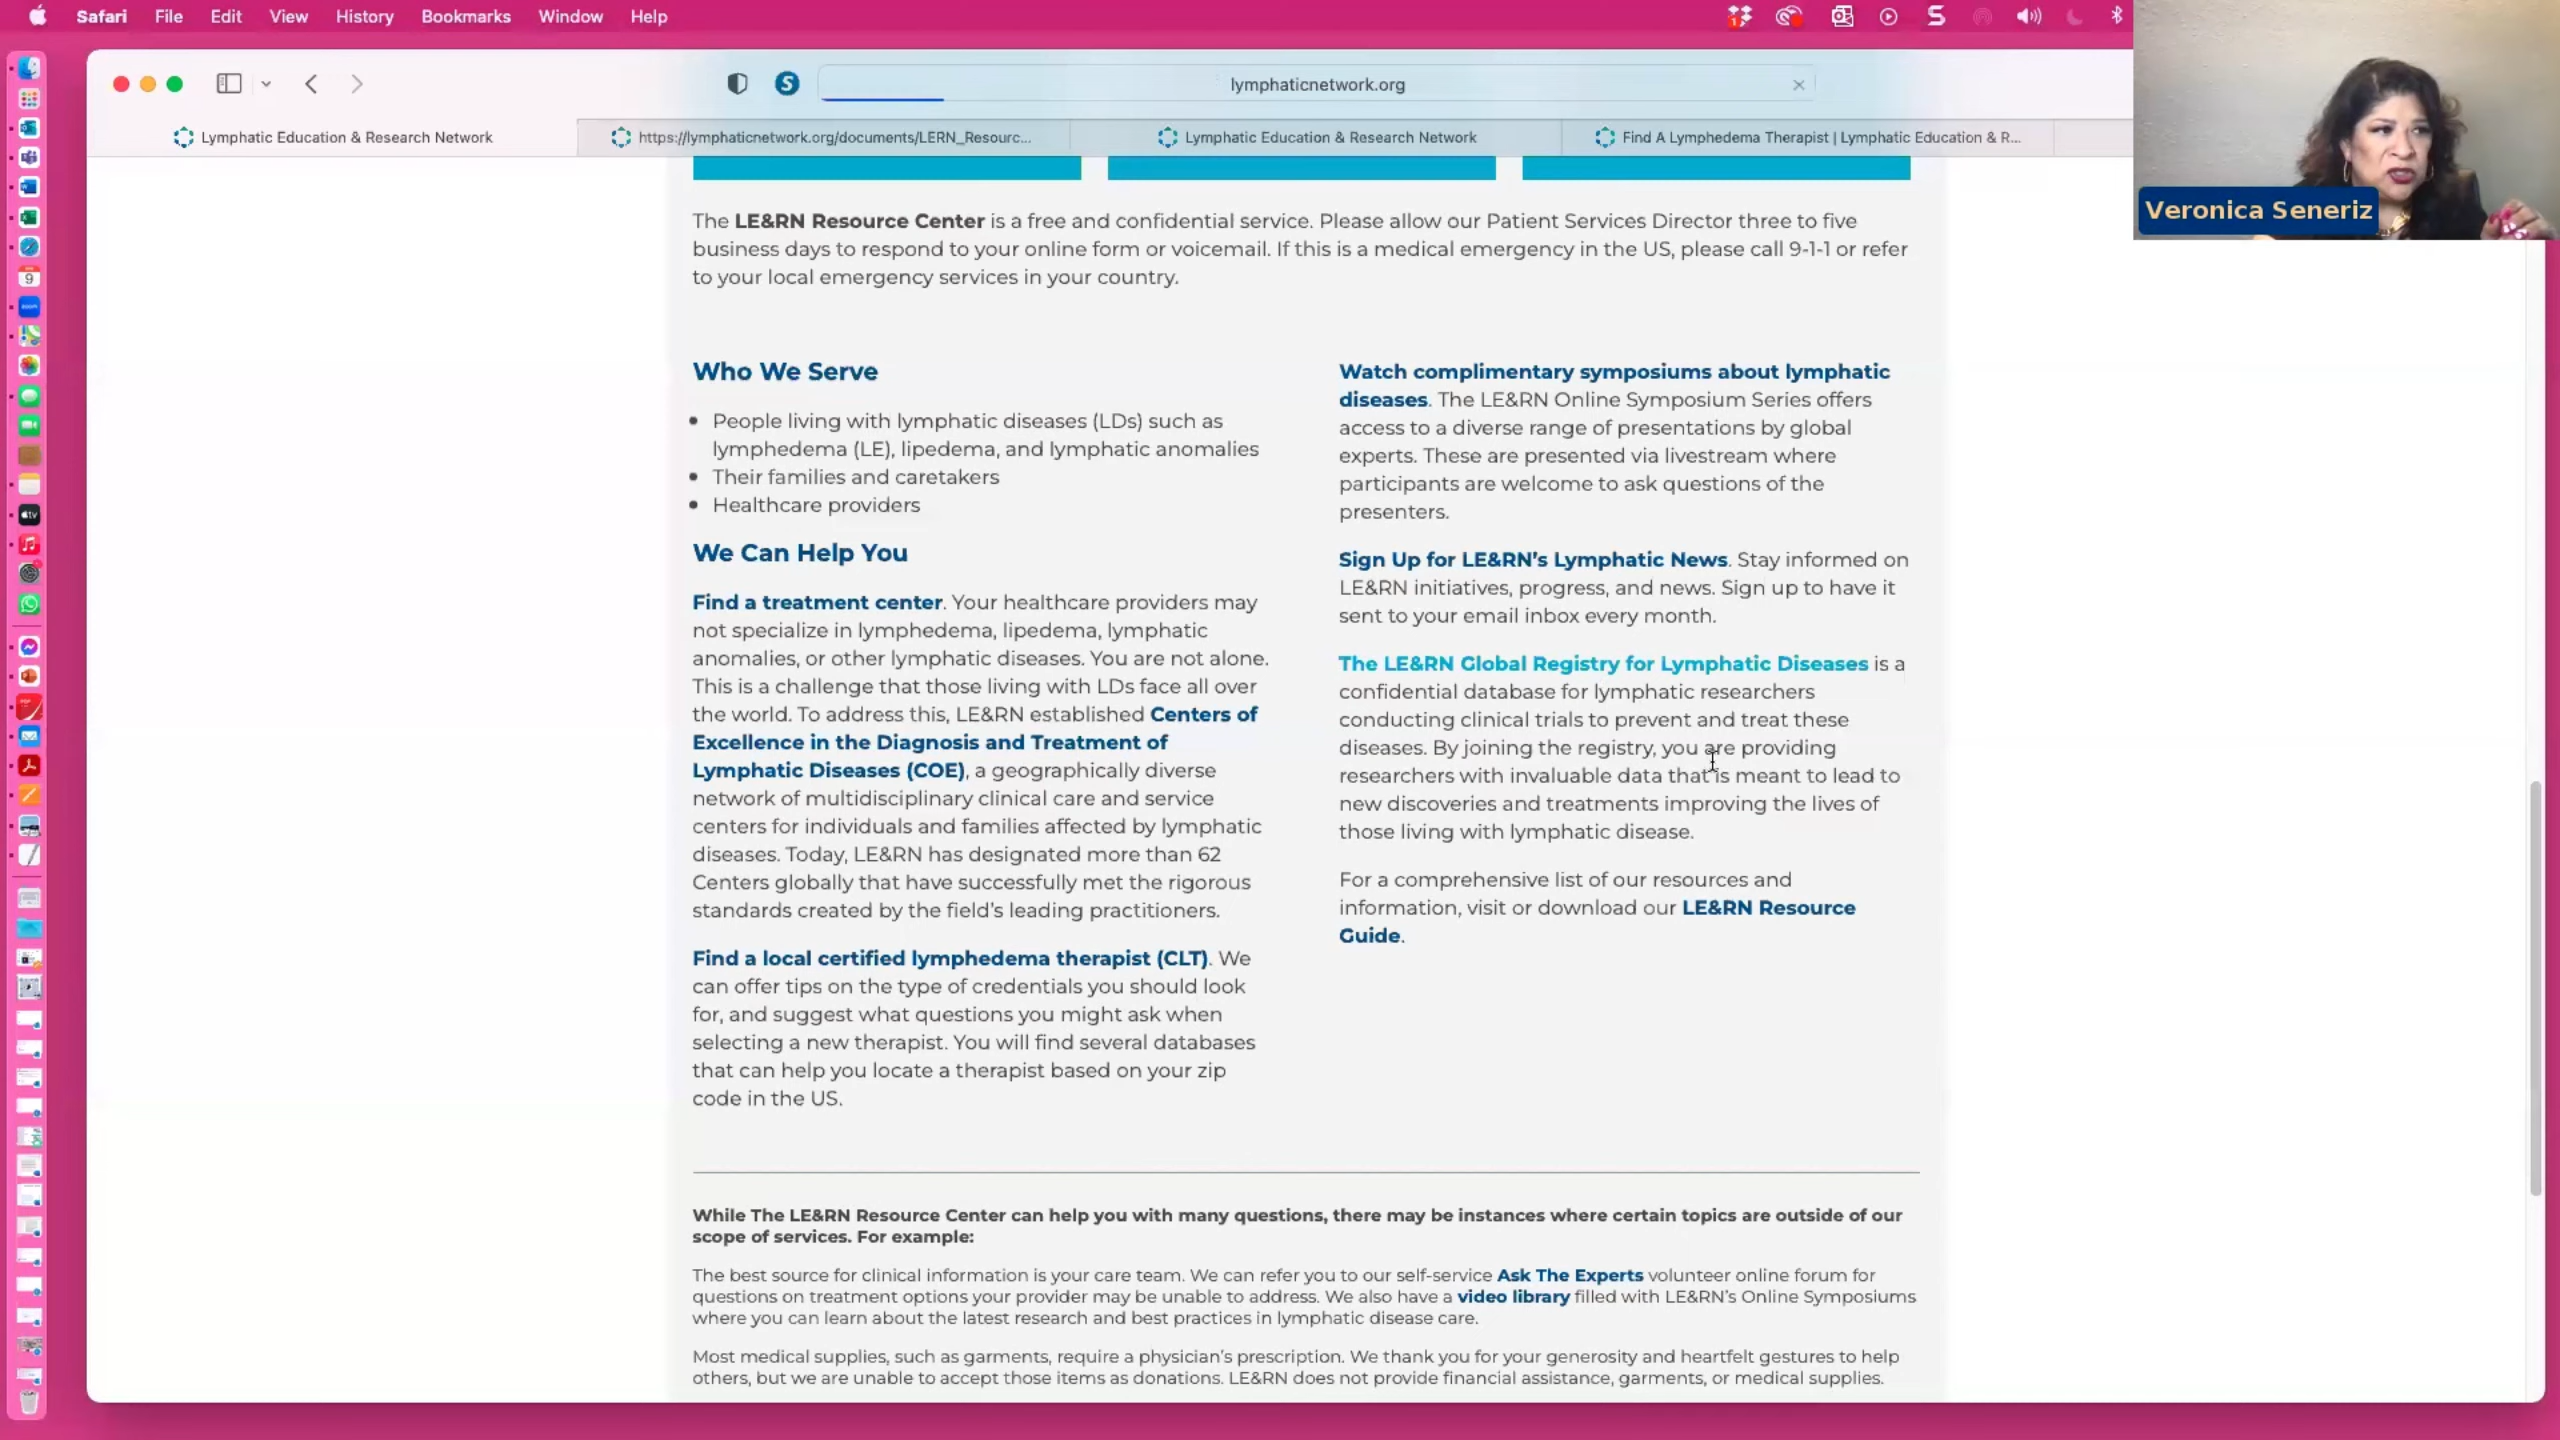 Safari File Edit View History Bookmarks Window Help
lymphaticnetwork.org
Lymphatic Education & Research Network
https://lymphaticnetwork.org/documents/LERN_Resourc...
Lymphatic Education & Research Network
Find A Lymphedema Therapist | Lymphatic Education & R...
Veronica Seneriz
The LE&RN Resource Center is a free and confidential service. Please allow our Patient Services Director three to five
business days to respond to your online form or voicemail. If this is a medical emergency in the US, please call 9-1-1 or refer
to your local emergency services in your country.
Who We Serve
• People living with lymphatic diseases (LDs) such as
lymphedema (LE), lipedema, and lymphatic anomalies
• Their families and caretakers
• Healthcare providers
We Can Help You
Find a treatment center. Your healthcare providers may
not specialize in lymphedema, lipedema, lymphatic
anomalies, or other lymphatic diseases. You are not alone.
This is a challenge that those living with LDs face all over
the world. To address this, LE&RN established Centers of
Excellence in the Diagnosis and Treatment of
Lymphatic Diseases (COE), a geographically diverse
network of multidisciplinary clinical care and service
centers for individuals and families affected by lymphatic
diseases. Today, LE&RN has designated more than 62
Centers globally that have successfully met the rigorous
standards created by the field's leading practitioners.
Find a local certified lymphedema therapist (CLT). We
can offer tips on the type of credentials you should look
for, and suggest what questions you might ask when
selecting a new therapist. You will find several databases
that can help you locate a therapist based on your zip
code in the US.
Watch complimentary symposiums about lymphatic
diseases. The LE&RN Online Symposium Series offers
access to a diverse range of presentations by global
experts. These are presented via livestream where
participants are welcome to ask questions of the
presenters.
Sign Up for LE&RN's Lymphatic News. Stay informed on
LE&RN initiatives, progress, and news. Sign up to have it
sent to your email inbox every month.
The LE&RN Global Registry for Lymphatic Diseases is a
confidential database for lymphatic researchers
conducting clinical trials to prevent and treat these
diseases. By joining the registry, you are providing
researchers with invaluable data that is meant to lead to
new discoveries and treatments improving the lives of
those living with lymphatic disease.
For a comprehensive list of our resources and
information, visit or download our LE&RN Resource
Guide.
While The LE&RN Resource Center can help you with many questions, there may be instances where certain topics are outside of our
scope of services. For example:
The best source for clinical information is your care team. We can refer you to our self-service Ask The Experts volunteer online forum for
questions on treatment options your provider may be unable to address. We also have a video library filled with LE&RN's Online Symposiums
where you can learn about the latest research and best practices in lymphatic disease care.
Most medical supplies, such as garments, require a physician's prescription. We thank you for your generosity and heartfelt gestures to help
others, but we are unable to accept those items as donations. LE&RN does not provide financial assistance, garments, or medical supplies.